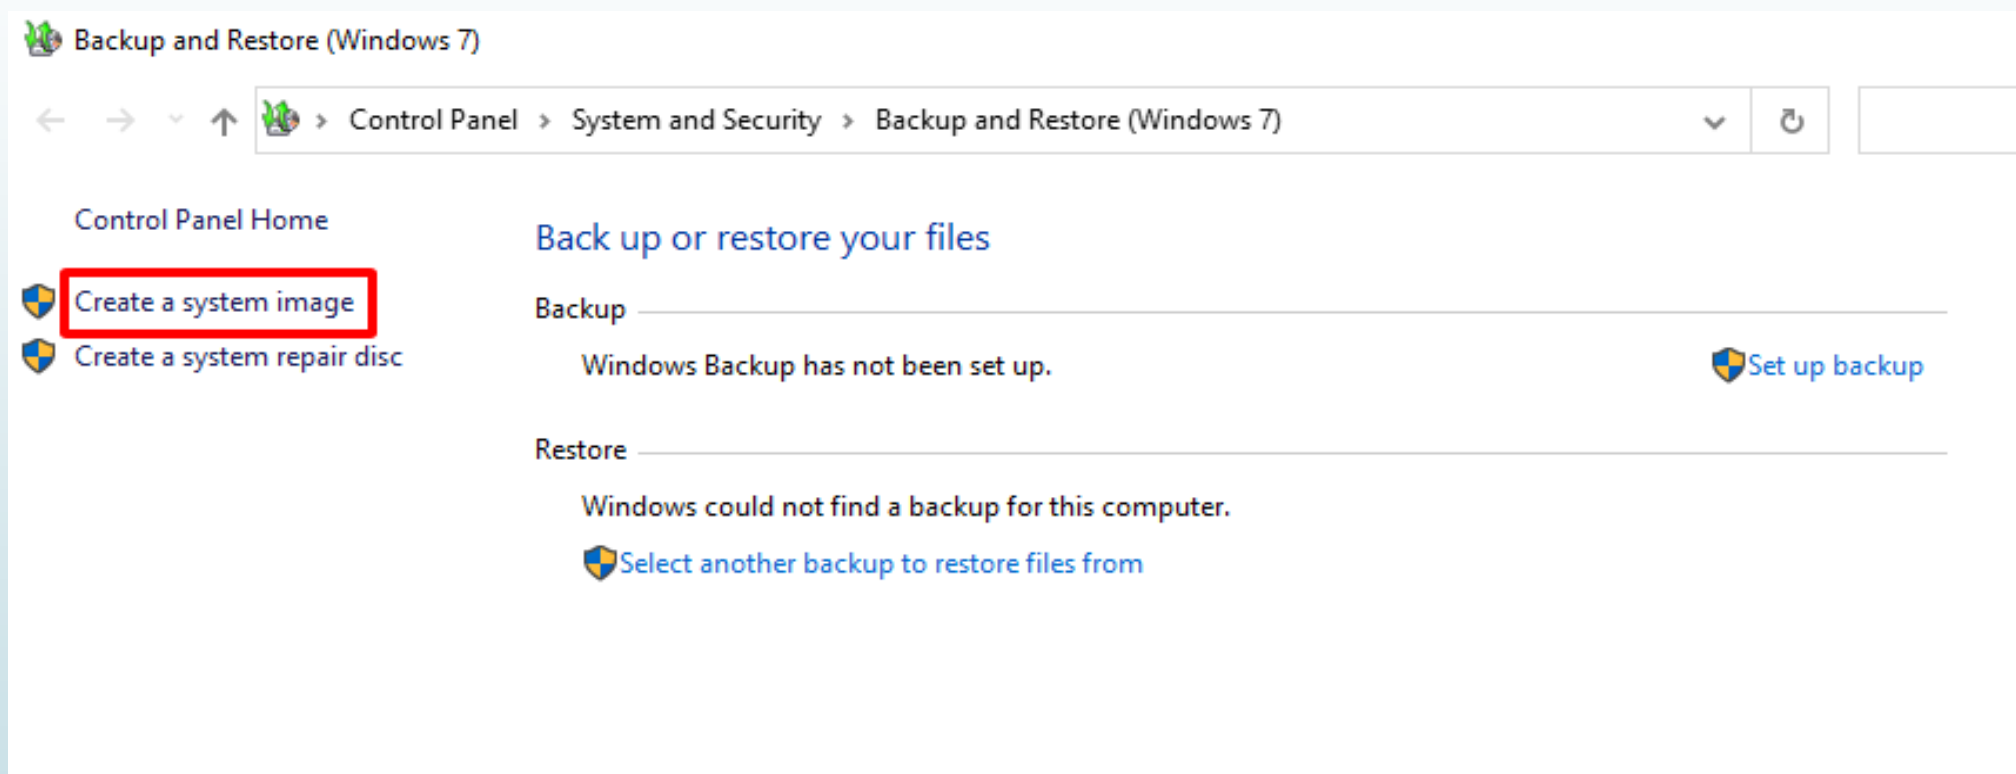 Backup and Restore (Windows 7)
Control Panel > System and Security > Backup and Restore (Windows 7)
Control Panel Home
Create a system image
Create a system repair disc
Back up or restore your files
Backup
Windows Backup has not been set up.
Set up backup
Restore
Windows could not find a backup for this computer.
Select another backup to restore files from